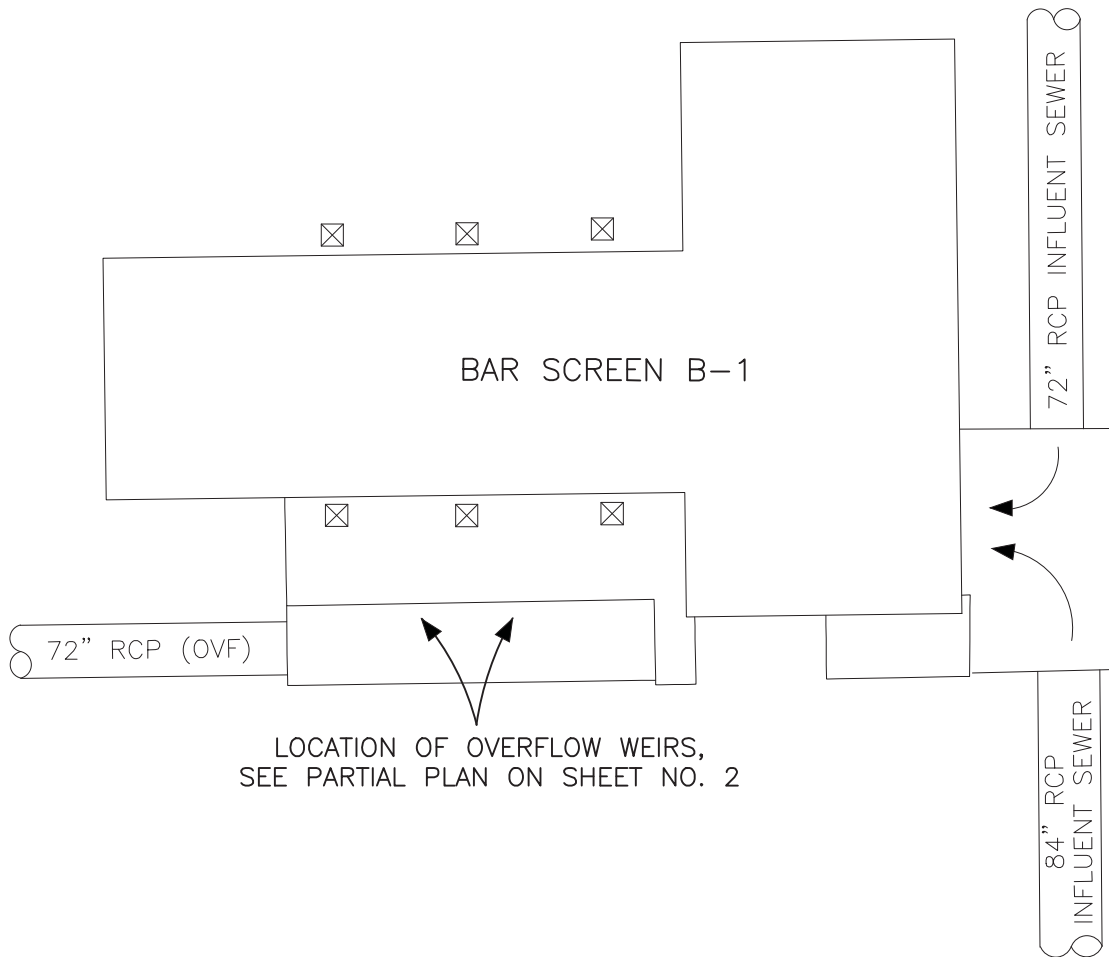 72” RCP INFLUENT SEWER
BAR SCREEN B–1
72” RCP (OVF)
LOCATION OF OVERFLOW WEIRS,
SEE PARTIAL PLAN ON SHEET NO. 2
84” RCP
INFLUENT SEWER